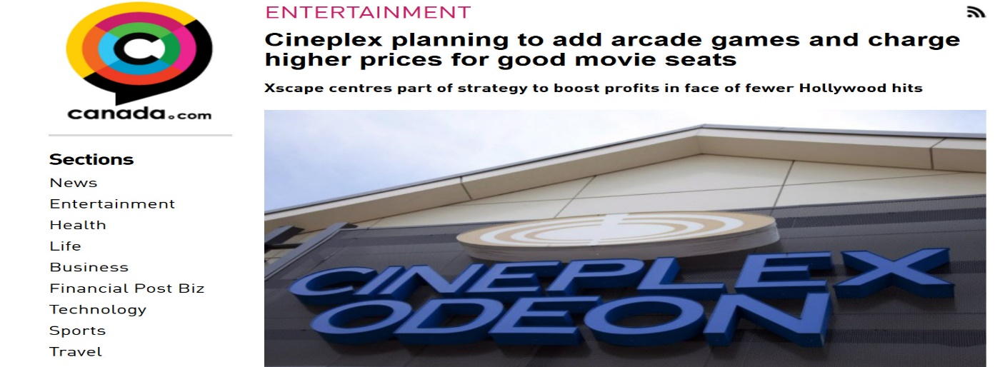 C
canada.com
Sections
News
Entertainment
Health
Life
Business
Financial Post Biz
Technology
Sports
Travel
ENTERTAINMENT
Cineplex planning to add arcade games and charge
higher prices for good movie seats
Xscape centres part of strategy to boost profits in face of fewer Hollywood hits
CINEPLEX
ODEON